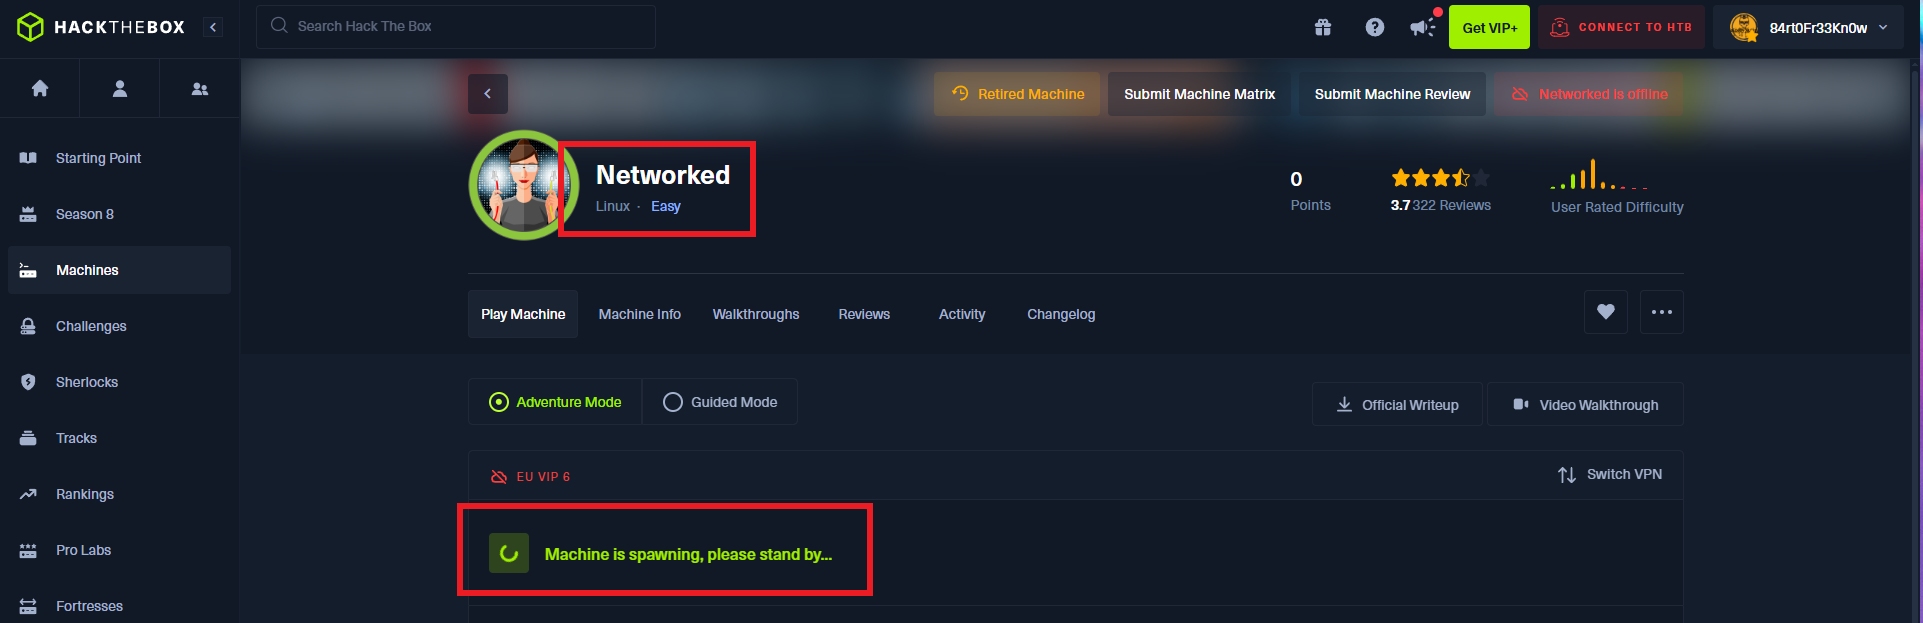 HACKTHEBOX
Search Hack The Box
Get VIP+
CONNECT TO HTB
84rt0Fr33Kn0w
Retired Machine
Submit Machine Matrix
Submit Machine Review
Networked is offline
Starting Point
Season 8
Machines
Challenges
Sherlocks
Tracks
Rankings
Pro Labs
Fortresses
Networked
Linux · Easy
0
Points
3.7 322 Reviews
User Rated Difficulty
Play Machine
Machine Info
Walkthroughs
Reviews
Activity
Changelog
Adventure Mode
Guided Mode
Official Writeup
Video Walkthrough
EU VIP 6
Switch VPN
Machine is spawning, please stand by...